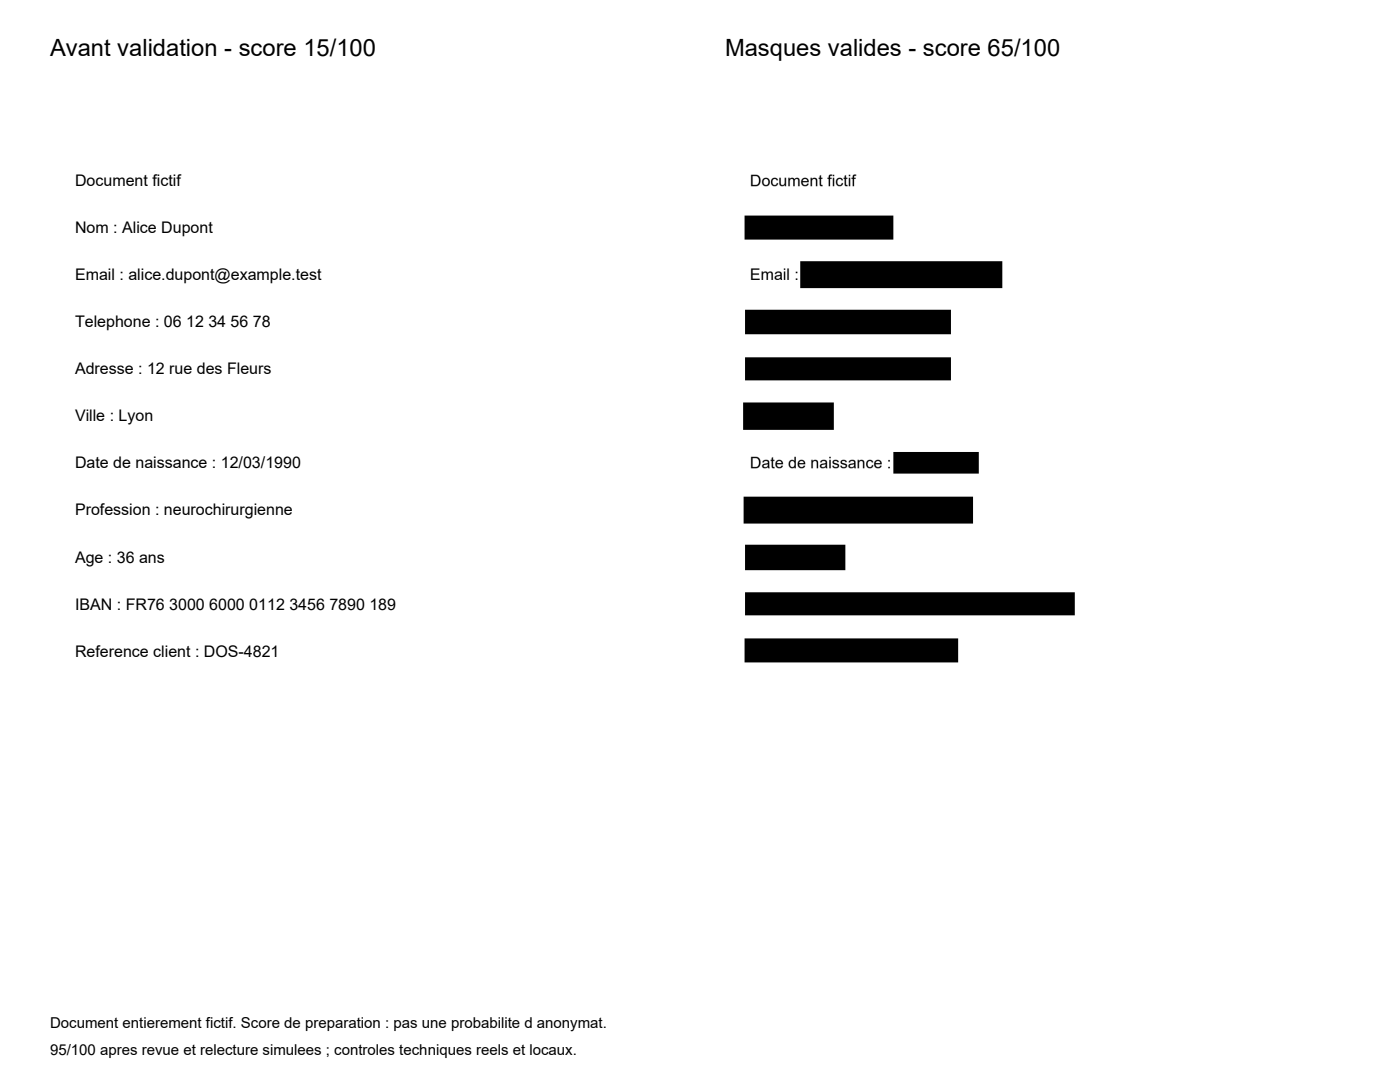 Avant validation - score 15/100
Document fictif
Nom : Alice Dupont
Email : alice.dupont@example.test
Telephone : 06 12 34 56 78
Adresse : 12 rue des Fleurs
Ville : Lyon
Date de naissance : 12/03/1990
Profession : neurochirurgienne
Age : 36 ans
IBAN : FR76 3000 6000 0112 3456 7890 189
Reference client : DOS-4821
Masques valides - score 65/100
Document fictif
Email :
Date de naissance :
Document entierement fictif. Score de preparation : pas une probabilite d anonymat.
95/100 apres revue et relecture simulees ; controles techniques reels et locaux.